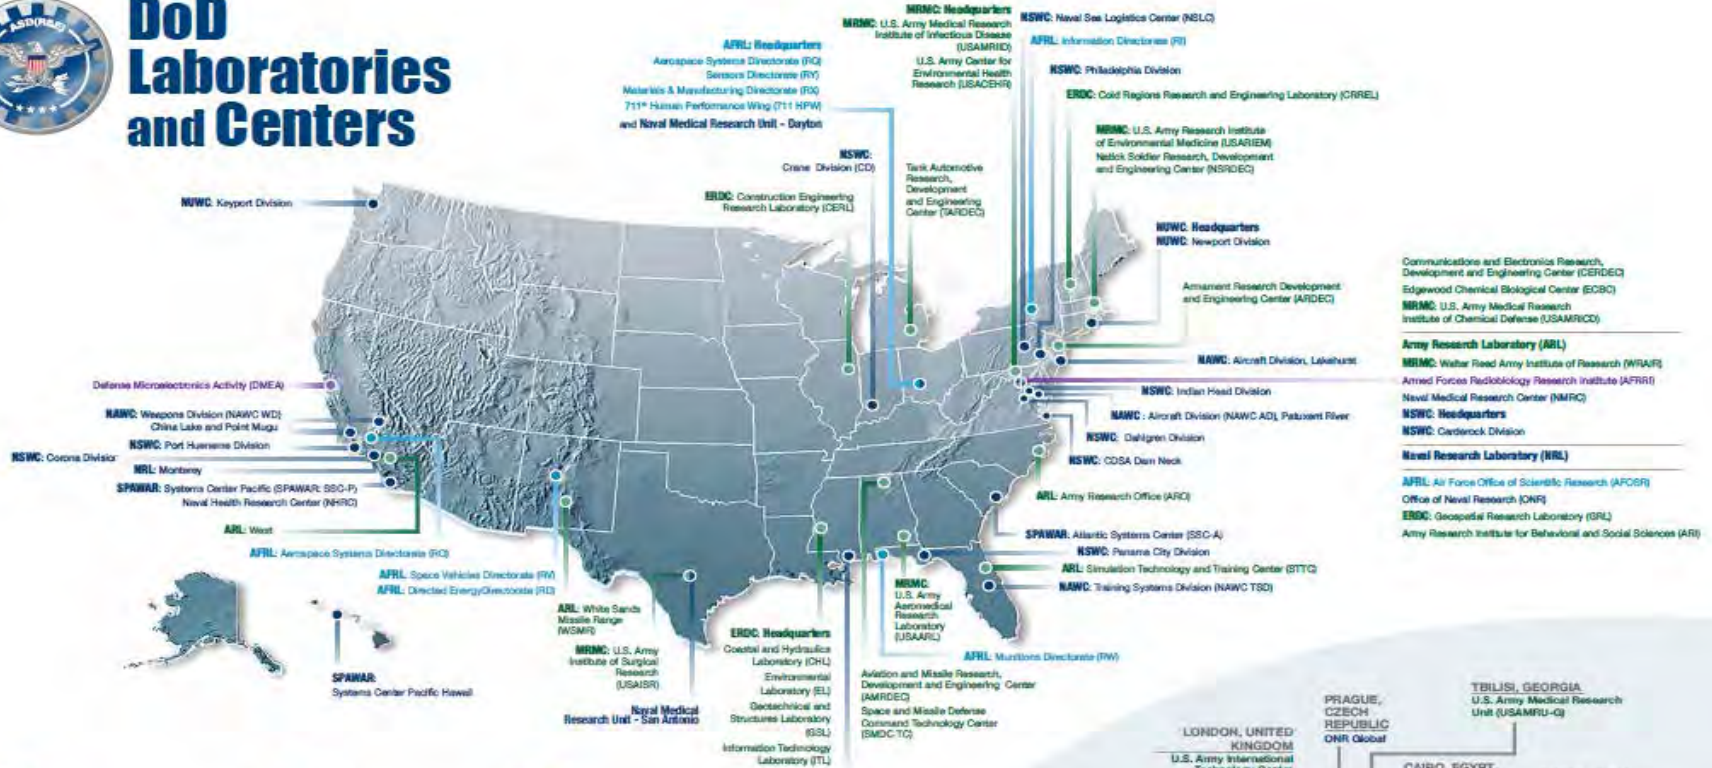 ASD(R&E)
DoD
Laboratories
and Centers
AFRL: Headquarters
Aerospace Systems Directorate (RQ)
Sensors Directorate (RY)
Materials & Manufacturing Directorate (RX)
711th Human Performance Wing (711 HPW)
and Naval Medical Research Unit - Dayton
MRMC: Headquarters
MRMC: U.S. Army Medical Research
Institute of Infectious Disease
(USAMRIID)
U.S. Army Center for
Environmental Health
Research (USACEHR)
NSWC: Naval Sea Logistics Center (NSLC)
AFRL: Information Directorate (RI)
NSWC: Philadelphia Division
ERDC: Cold Regions Research and Engineering Laboratory (CRREL)
MRMC: U.S. Army Research Institute
of Environmental Medicine (USARIEM)
Natick Soldier Research, Development
and Engineering Center (NSRDEC)
NSWC:
Crane Division (CD)
ERDC: Construction Engineering
Research Laboratory (CERL)
Tank Automotive
Research,
Development
and Engineering
Center (TARDEC)
NUWC: Keyport Division
NUWC: Headquarters
NUWC: Newport Division
Armament Research Development
and Engineering Center (ARDEC)
NAWC: Aircraft Division, Lakehurst
NSWC: Indian Head Division
NAWC : Aircraft Division (NAWC AD), Patuxent River
NSWC: Dahlgren Division
NSWC: CDSA Dam Neck
ARL: Army Research Office (ARO)
SPAWAR: Atlantic Systems Center (SSC-A)
NSWC: Panama City Division
ARL: Simulation Technology and Training Center (STTC)
NAWC: Training Systems Division (NAWC TSD)
Communications and Electronics Research,
Development and Engineering Center (CERDEC)
Edgewood Chemical Biological Center (ECBC)
MRMC: U.S. Army Medical Research
Institute of Chemical Defense (USAMRICD)
Army Research Laboratory (ARL)
MRMC: Walter Reed Army Institute of Research (WRAIR)
Armed Forces Radiobiology Research Institute (AFRRI)
Naval Medical Research Center (NMRC)
NSWC: Headquarters
NSWC: Carderock Division
Naval Research Laboratory (NRL)
AFRL: Air Force Office of Scientific Research (AFOSR)
Office of Naval Research (ONR)
ERDC: Geospatial Research Laboratory (GRL)
Army Research Institute for Behavioral and Social Sciences (ARI)
Defense Microelectronics Activity (DMEA)
NAWC: Weapons Division (NAWC WD)
China Lake and Point Mugu
NSWC: Port Hueneme Division
NSWC: Corona Division
NRL: Monterey
SPAWAR: Systems Center Pacific (SPAWAR: SSC-P)
Naval Health Research Center (NHRC)
ARL: West
AFRL: Aerospace Systems Directorate (RQ)
AFRL: Space Vehicles Directorate (RV)
AFRL: Directed EnergyDirectorate (RD)
ARL: White Sands
Missile Range
(WSMR)
MRMC: U.S. Army
Institute of Surgical
Research
(USAISR)
Naval Medical
Research Unit - San Antonio
SPAWAR:
Systems Center Pacific Hawaii
ERDC: Headquarters
Coastal and Hydraulics
Laboratory (CHL)
Environmental
Laboratory (EL)
Geotechnical and
Structures Laboratory
(GSL)
Information Technology
Laboratory (ITL)
MRMC:
U.S. Army
Aeromedical
Research
Laboratory
(USAARL)
AFRL: Munitions Directorate (RW)
Aviation and Missile Research,
Development and Engineering Center
(AMRDEC)
Space and Missile Defense
Command Technology Center
(SMDC-TC)
LONDON, UNITED
KINGDOM
U.S. Army International
Technology Center
PRAGUE,
CZECH
REPUBLIC
ONR Global
TBILISI, GEORGIA
U.S. Army Medical Research
Unit (USAMRU-G)
CAIRO, EGYPT